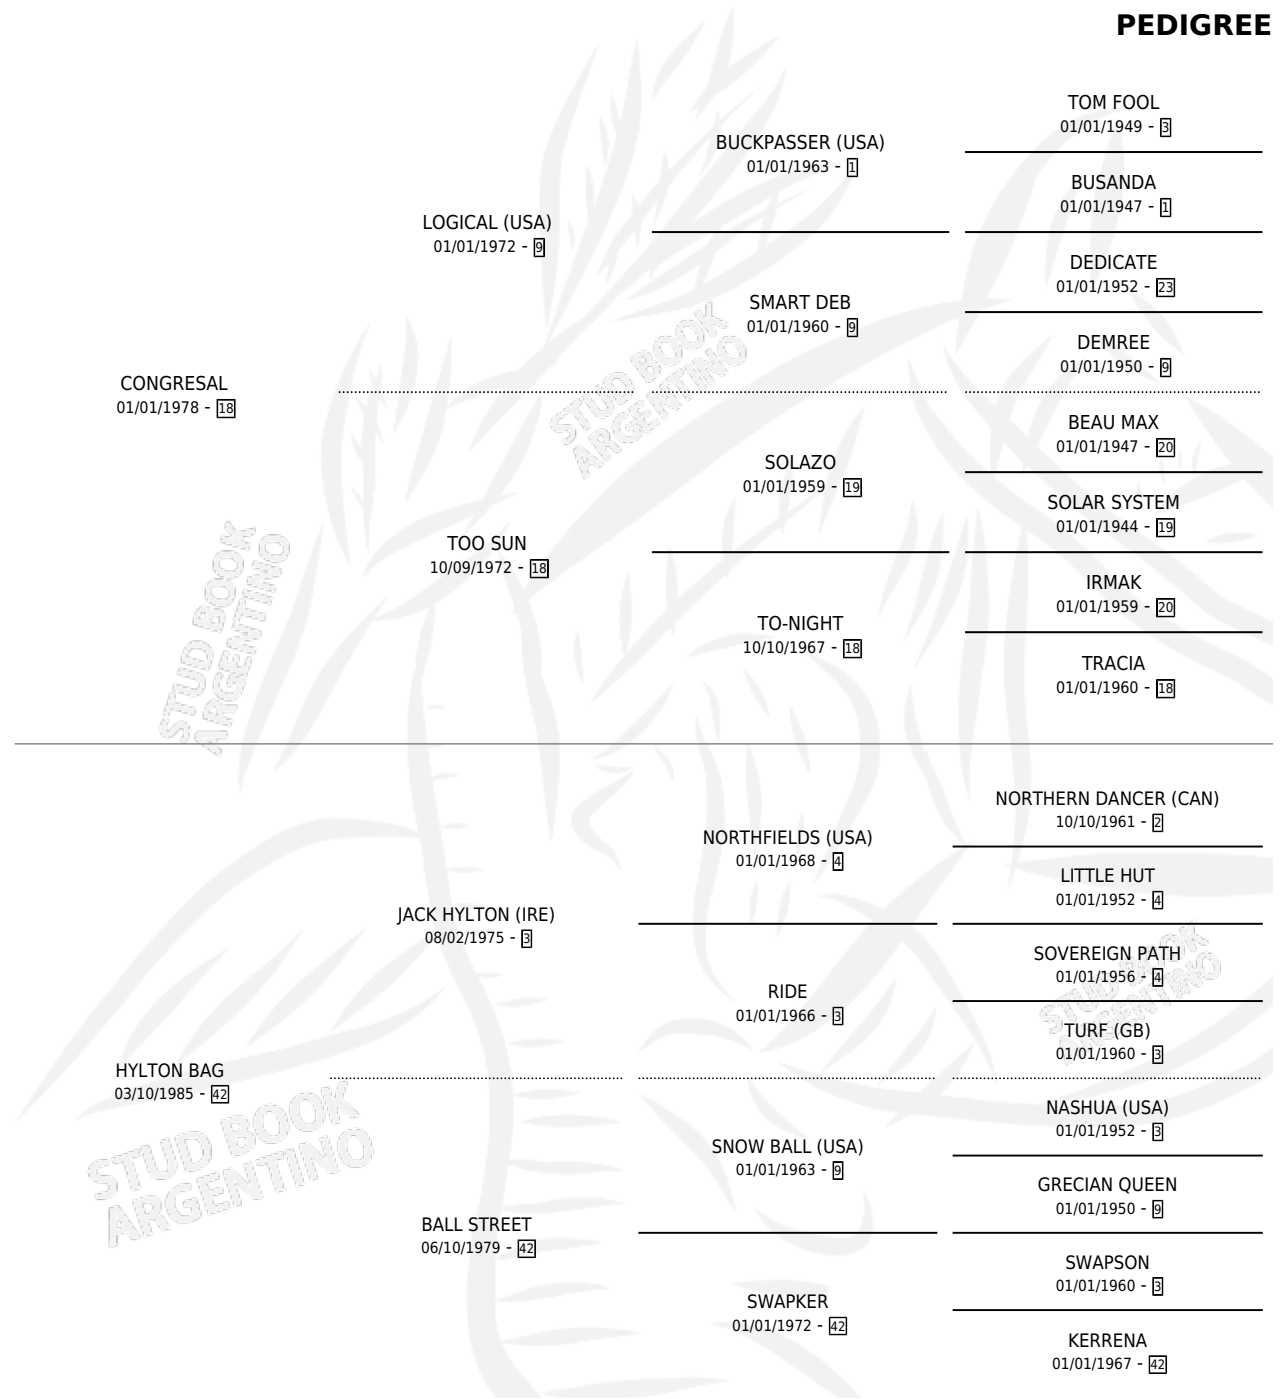 PEDIGREE
TOM FOOL
01/01/1949 - 3
BUCKPASSER (USA)
01/01/1963 - 1
BUSANDA
01/01/1947 - 1
LOGICAL (USA)
01/01/1972 - 9
DEDICATE
01/01/1952 - 23
SMART DEB
01/01/1960 - 9
DEMREE
01/01/1950 - 9
CONGRESAL
01/01/1978 - 18
BEAU MAX
01/01/1947 - 20
SOLAZO
01/01/1959 - 19
SOLAR SYSTEM
01/01/1944 - 19
TOO SUN
10/09/1972 - 18
IRMAK
01/01/1959 - 20
TO-NIGHT
10/10/1967 - 18
TRACIA
01/01/1960 - 18
NORTHERN DANCER (CAN)
10/10/1961 - 2
NORTHFIELDS (USA)
01/01/1968 - 4
LITTLE HUT
01/01/1952 - 4
JACK HYLTON (IRE)
08/02/1975 - 3
SOVEREIGN PATH
01/01/1956 - 4
RIDE
01/01/1966 - 3
TURF (GB)
01/01/1960 - 3
HYLTON BAG
03/10/1985 - 42
NASHUA (USA)
01/01/1952 - 3
SNOW BALL (USA)
01/01/1963 - 9
GRECIAN QUEEN
01/01/1950 - 9
BALL STREET
06/10/1979 - 42
SWAPSON
01/01/1960 - 3
SWAPKER
01/01/1972 - 42
KERRENA
01/01/1967 - 42
STUD BOOK
ARGENTINO
STUD BOOK
ARGENTINO
STUD BOOK
ARGENTINO
STUD BOOK
ARGENTINO